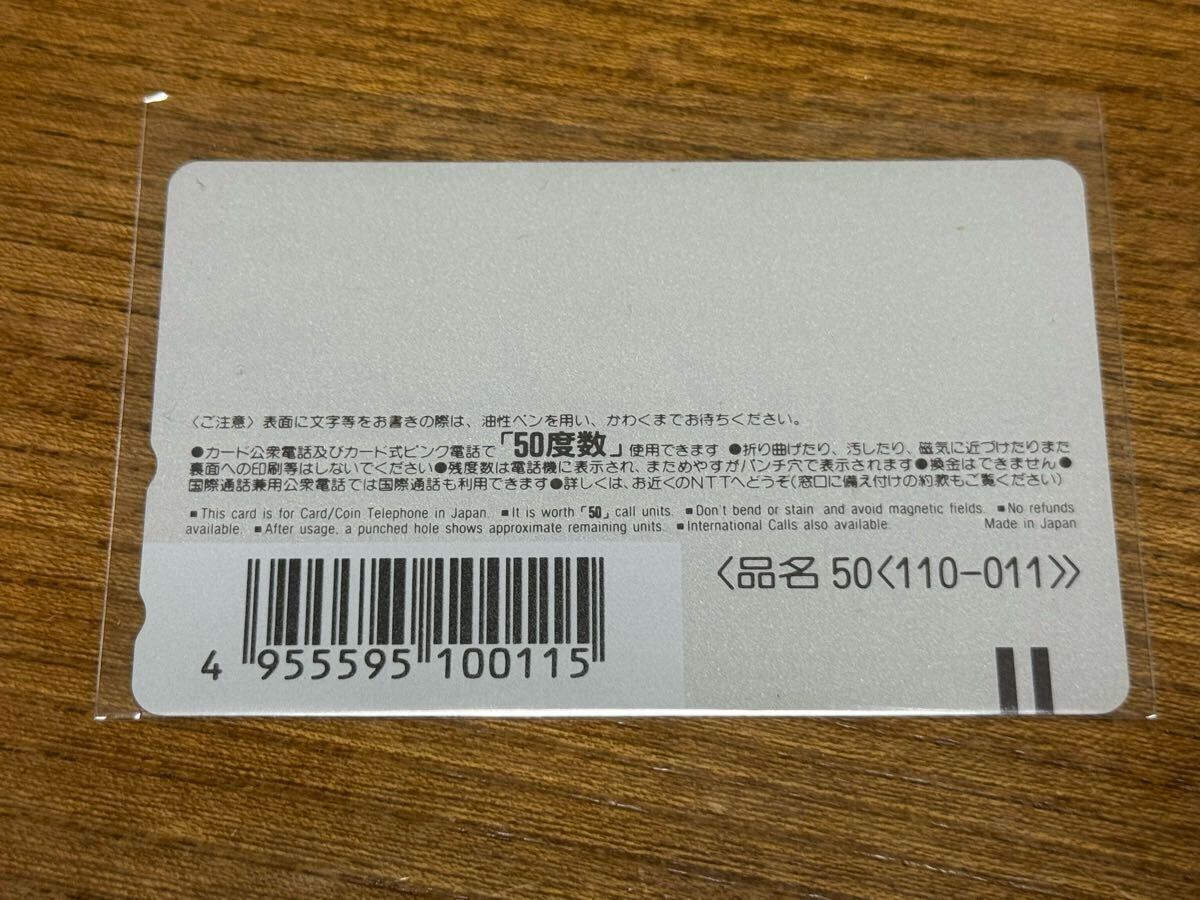 〈ご注意〉表面に文字等をお書きの際は、油性ペンを用い、かわくまでお待ちください。
●カード公衆電話及びカード式ピンク電話で「50度数」使用できます ●折り曲げたり、汚したり、磁気に近づけたりまた
裏面への印刷等はしないでください●残度数は電話機に表示され、まためやすがパンチ穴で表示されます●換金はできません●
国際通話兼用公衆電話では国際通話も利用できます●詳しくは、お近くのNTTへどうぞ(窓口に備え付けの約款もご覧ください)
■This card is for Card/Coin Telephone in Japan. ■It is worth「50」call units. ■Don't bend or stain and avoid magnetic fields. ■No refunds
available. ■After usage, a punched hole shows approximate remaining units. ■International Calls also available. Made in Japan
〈品名 50〈110-011〉〉
4 955595 100115